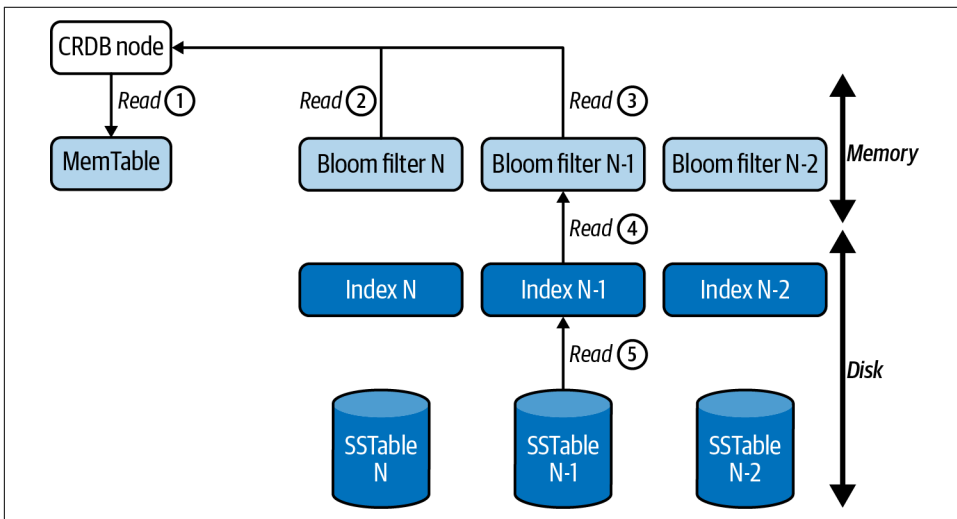 CRDB node
Read 1
Read 2
Read 3
MemTable
Bloom filter N
Bloom filter N-1
Bloom filter N-2
Memory
Read 4
Index N
Index N-1
Index N-2
Read 5
Disk
SSTable
N
SSTable
N-1
SSTable
N-2